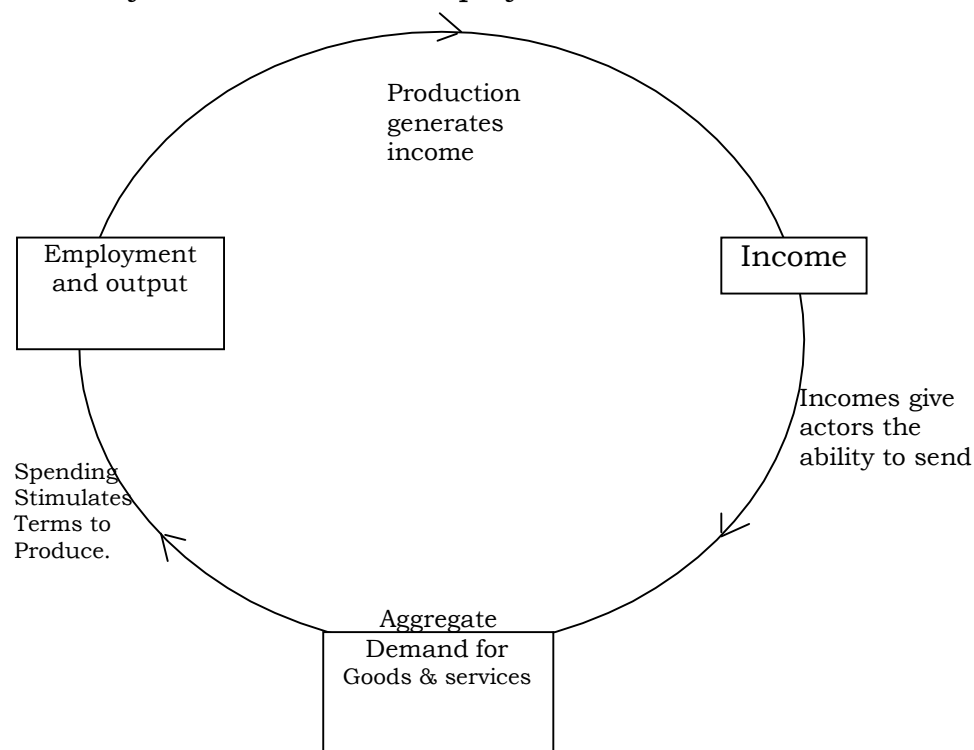 Production
generates
income
Employment
and output
Income
Incomes give
actors the
ability to send
Spending
Stimulates
Terms to
Produce.
Aggregate
Demand for
Goods & services